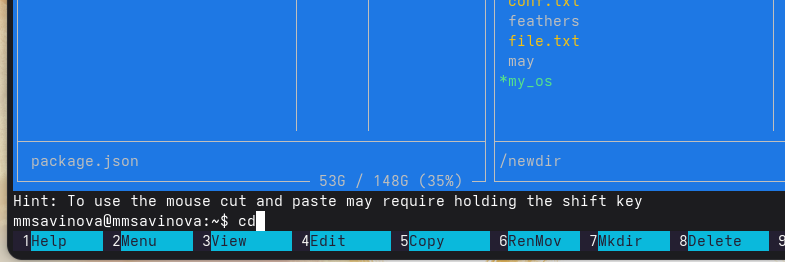 conf.txt
feathers
file.txt
may
*my_os
package.json
/newdir
53G / 148G (35%)
Hint: To use the mouse cut and paste may require holding the shift key
mmsavinova@mmsavinova:~$ cd
1Help 2Menu 3View 4Edit 5Copy 6RenMov 7Mkdir 8Delete 9